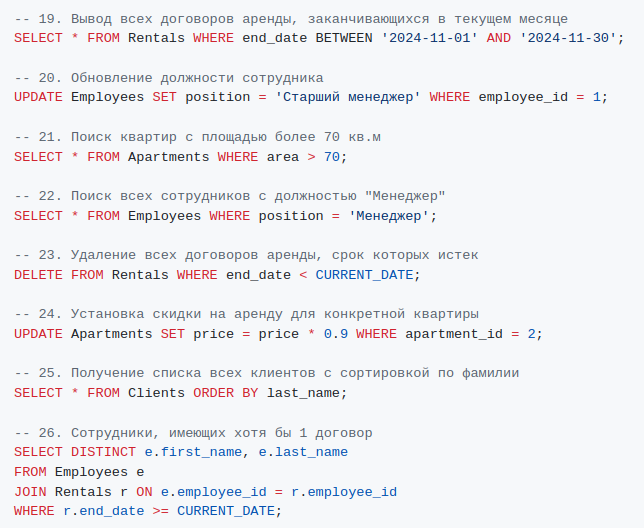 -- 19. Вывод всех договоров аренды, заканчивающихся в текущем месяце
SELECT * FROM Rentals WHERE end_date BETWEEN '2024-11-01' AND '2024-11-30';
-- 20. Обновление должности сотрудника
UPDATE Employees SET position = 'Старший менеджер' WHERE employee_id = 1;
-- 21. Поиск квартир с площадью более 70 кв.м
SELECT * FROM Apartments WHERE area > 70;
-- 22. Поиск всех сотрудников с должностью "Менеджер"
SELECT * FROM Employees WHERE position = 'Менеджер';
-- 23. Удаление всех договоров аренды, срок которых истек
DELETE FROM Rentals WHERE end_date < CURRENT_DATE;
-- 24. Установка скидки на аренду для конкретной квартиры
UPDATE Apartments SET price = price * 0.9 WHERE apartment_id = 2;
-- 25. Получение списка всех клиентов с сортировкой по фамилии
SELECT * FROM Clients ORDER BY last_name;
-- 26. Сотрудники, имеющих хотя бы 1 договор
SELECT DISTINCT e.first_name, e.last_name
FROM Employees e
JOIN Rentals r ON e.employee_id = r.employee_id
WHERE r.end_date >= CURRENT_DATE;